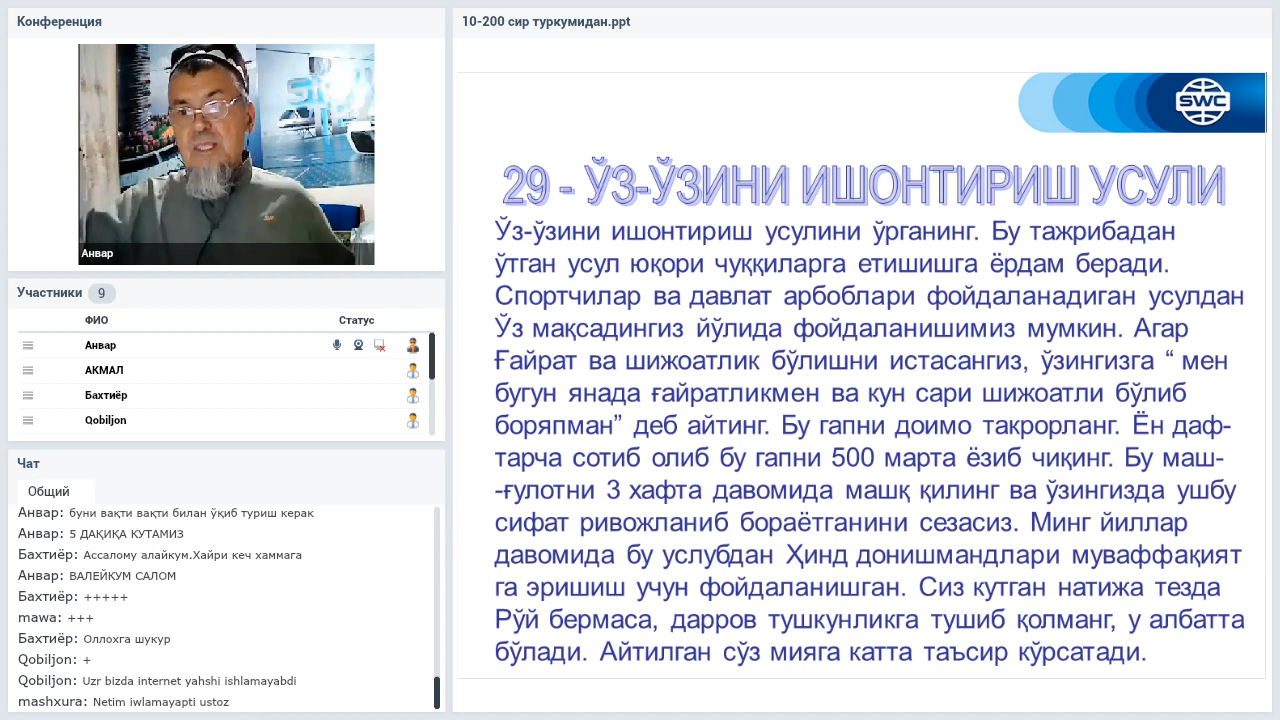 Конференция
Анвар
Участники 9
ФИО Статус
Анвар
АКМАЛ
Бахтиёр
Qobiljon
Чат
Общий
Анвар: буни вақти вақти билан ўқиб туриш керак
Анвар: 5 ДАҚИҚА КУТАМИЗ
Бахтиёр: Ассалому алайкум.Хайри кеч хаммага
Анвар: ВАЛЕЙКУМ САЛОМ
Бахтиёр: +++++
mawa: +++
Бахтиёр: Оллохга шукур
Qobiljon: +
Qobiljon: Uzr bizda internet yahshi ishlamayabdi
mashxura: Netim iwlamayapti ustoz
10-200 сир туркумидан.ppt
SWC
29 - ЎЗ-ЎЗИНИ ИШОНТИРИШ УСУЛИ
Ўз-ўзини ишонтириш усулини ўрганинг. Бу тажрибадан
ўтган усул юқори чуққиларга етишишга ёрдам беради.
Спортчилар ва давлат арбоблари фойдаланадиган усулдан
Ўз мақсадингиз йўлида фойдаланишимиз мумкин. Агар
Ғайрат ва шижоатлик бўлишни истасангиз, ўзингизга “ мен
бугун янада ғайратликмен ва кун сари шижоатли бўлиб
боряпман” деб айтинг. Бу гапни доимо такрорланг. Ён даф-
тарча сотиб олиб бу гапни 500 марта ёзиб чиқинг. Бу маш-
-ғулотни 3 хафта давомида машқ қилинг ва ўзингизда ушбу
сифат ривожланиб бораётганини сезасиз. Минг йиллар
давомида бу услубдан Ҳинд донишмандлари муваффақият
га эришиш учун фойдаланишган. Сиз кутган натижа тезда
Рўй бермаса, дарров тушкунликга тушиб қолманг, у албатта
бўлади. Айтилган сўз мияга катта таъсир кўрсатади.